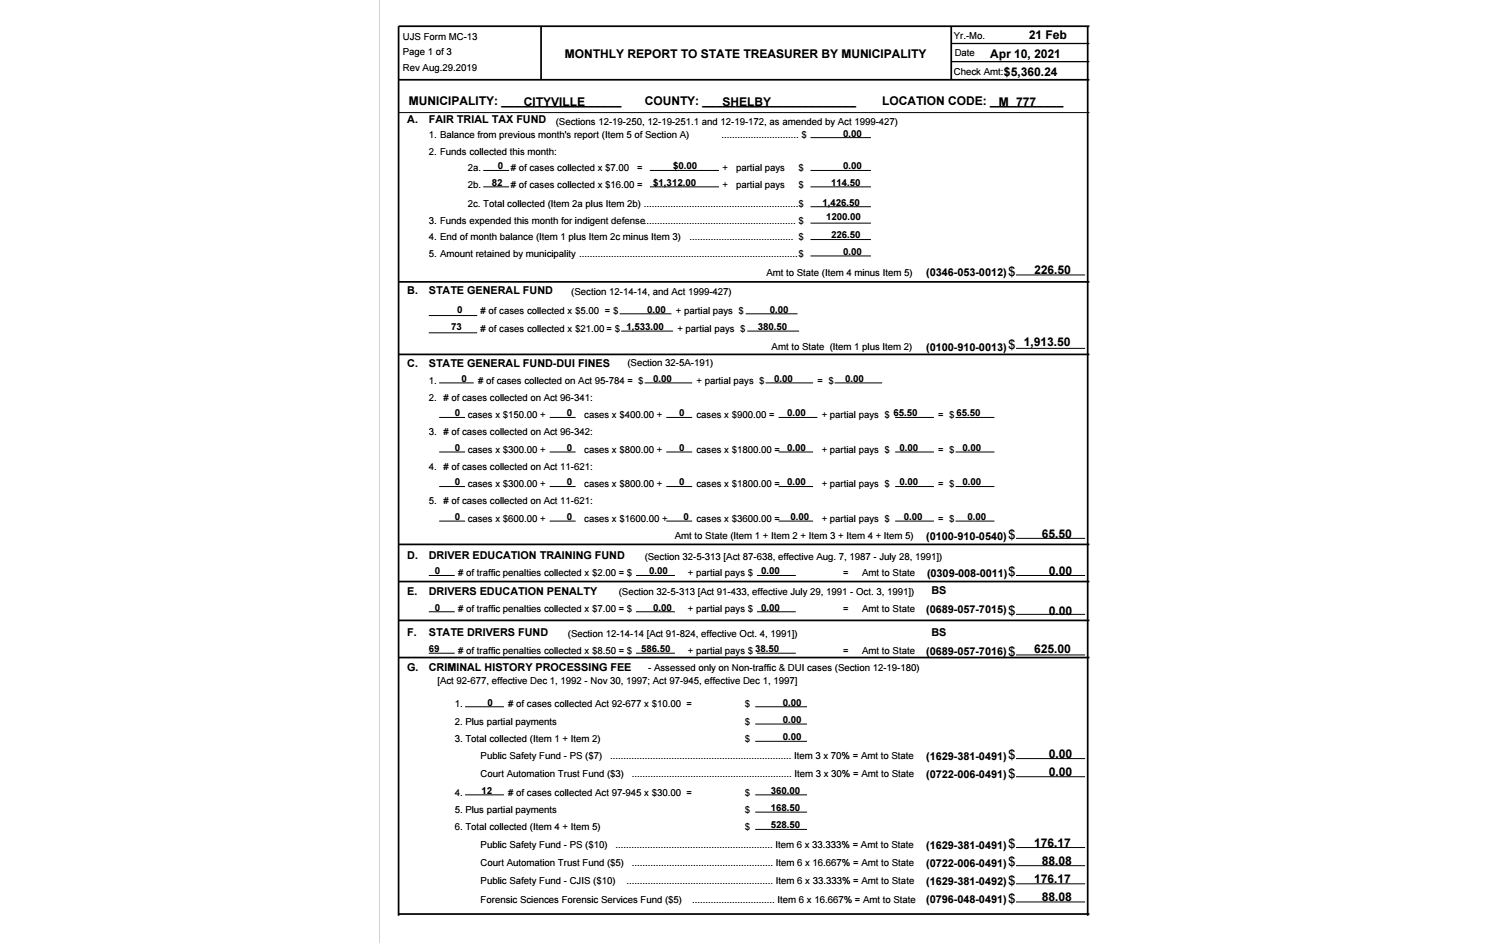 UJS Form MC-13
Page 1 of 3
Rev Aug.29.2019
MONTHLY REPORT TO STATE TREASURER BY MUNICIPALITY
Yr.-Mo. 21 Feb
Date Apr 10, 2021
Check Amt:$5,360.24
MUNICIPALITY: CITYVILLE COUNTY: SHELBY LOCATION CODE: M 777
A. FAIR TRIAL TAX FUND (Sections 12-19-250, 12-19-251.1 and 12-19-172, as amended by Act 1999-427)
1. Balance from previous month's report (Item 5 of Section A) ............................ $ 0.00
2. Funds collected this month:
2a. 0 # of cases collected x $7.00 = $0.00 + partial pays $ 0.00
2b. 82 # of cases collected x $16.00 = $1,312.00 + partial pays $ 114.50
2c. Total collected (Item 2a plus Item 2b) ........................................................$ 1,426.50
3. Funds expended this month for indigent defense....................................................... $ 1200.00
4. End of month balance (Item 1 plus Item 2c minus Item 3) ...................................... $ 226.50
5. Amount retained by municipality ................................................................................$ 0.00
Amt to State (Item 4 minus Item 5) (0346-053-0012) $ 226.50
B. STATE GENERAL FUND (Section 12-14-14, and Act 1999-427)
0 # of cases collected x $5.00 = $ 0.00 + partial pays $ 0.00
73 # of cases collected x $21.00 = $ 1,533.00 + partial pays $ 380.50
Amt to State (Item 1 plus Item 2) (0100-910-0013) $ 1,913.50
C. STATE GENERAL FUND-DUI FINES (Section 32-5A-191)
1. 0 # of cases collected on Act 95-784 = $ 0.00 + partial pays $ 0.00 = $ 0.00
2. # of cases collected on Act 96-341:
0 cases x $150.00 + 0 cases x $400.00 + 0 cases x $900.00 = 0.00 + partial pays $ 65.50 = $ 65.50
3. # of cases collected on Act 96-342:
0 cases x $300.00 + 0 cases x $800.00 + 0 cases x $1800.00 = 0.00 + partial pays $ 0.00 = $ 0.00
4. # of cases collected on Act 11-621:
0 cases x $300.00 + 0 cases x $800.00 + 0 cases x $1800.00 = 0.00 + partial pays $ 0.00 = $ 0.00
5. # of cases collected on Act 11-621:
0 cases x $600.00 + 0 cases x $1600.00 + 0 cases x $3600.00 = 0.00 + partial pays $ 0.00 = $ 0.00
Amt to State (Item 1 + Item 2 + Item 3 + Item 4 + Item 5) (0100-910-0540) $ 65.50
D. DRIVER EDUCATION TRAINING FUND (Section 32-5-313 [Act 87-638, effective Aug. 7, 1987 - July 28, 1991])
0 # of traffic penalties collected x $2.00 = $ 0.00 + partial pays $ 0.00 = Amt to State (0309-008-0011) $ 0.00
E. DRIVERS EDUCATION PENALTY (Section 32-5-313 [Act 91-433, effective July 29, 1991 - Oct. 3, 1991]) BS
0 # of traffic penalties collected x $7.00 = $ 0.00 + partial pays $ 0.00 = Amt to State (0689-057-7015) $ 0.00
F. STATE DRIVERS FUND (Section 12-14-14 [Act 91-824, effective Oct. 4, 1991]) BS
69 # of traffic penalties collected x $8.50 = $ 586.50 + partial pays $ 38.50 = Amt to State (0689-057-7016) $ 625.00
G. CRIMINAL HISTORY PROCESSING FEE - Assessed only on Non-traffic & DUI cases (Section 12-19-180)
[Act 92-677, effective Dec 1, 1992 - Nov 30, 1997; Act 97-945, effective Dec 1, 1997]
1. 0 # of cases collected Act 92-677 x $10.00 = $ 0.00
2. Plus partial payments $ 0.00
3. Total collected (Item 1 + Item 2) $ 0.00
Public Safety Fund - PS ($7) .................................................................. Item 3 x 70% = Amt to State (1629-381-0491) $ 0.00
Court Automation Trust Fund ($3) .......................................................... Item 3 x 30% = Amt to State (0722-006-0491) $ 0.00
4. 12 # of cases collected Act 97-945 x $30.00 = $ 360.00
5. Plus partial payments $ 168.50
6. Total collected (Item 4 + Item 5) $ 528.50
Public Safety Fund - PS ($10) ......................................................... Item 6 x 33.333% = Amt to State (1629-381-0491) $ 176.17
Court Automation Trust Fund ($5) ................................................... Item 6 x 16.667% = Amt to State (0722-006-0491) $ 88.08
Public Safety Fund - CJIS ($10) ..................................................... Item 6 x 33.333% = Amt to State (1629-381-0492) $ 176.17
Forensic Sciences Forensic Services Fund ($5) .............................. Item 6 x 16.667% = Amt to State (0796-048-0491) $ 88.08